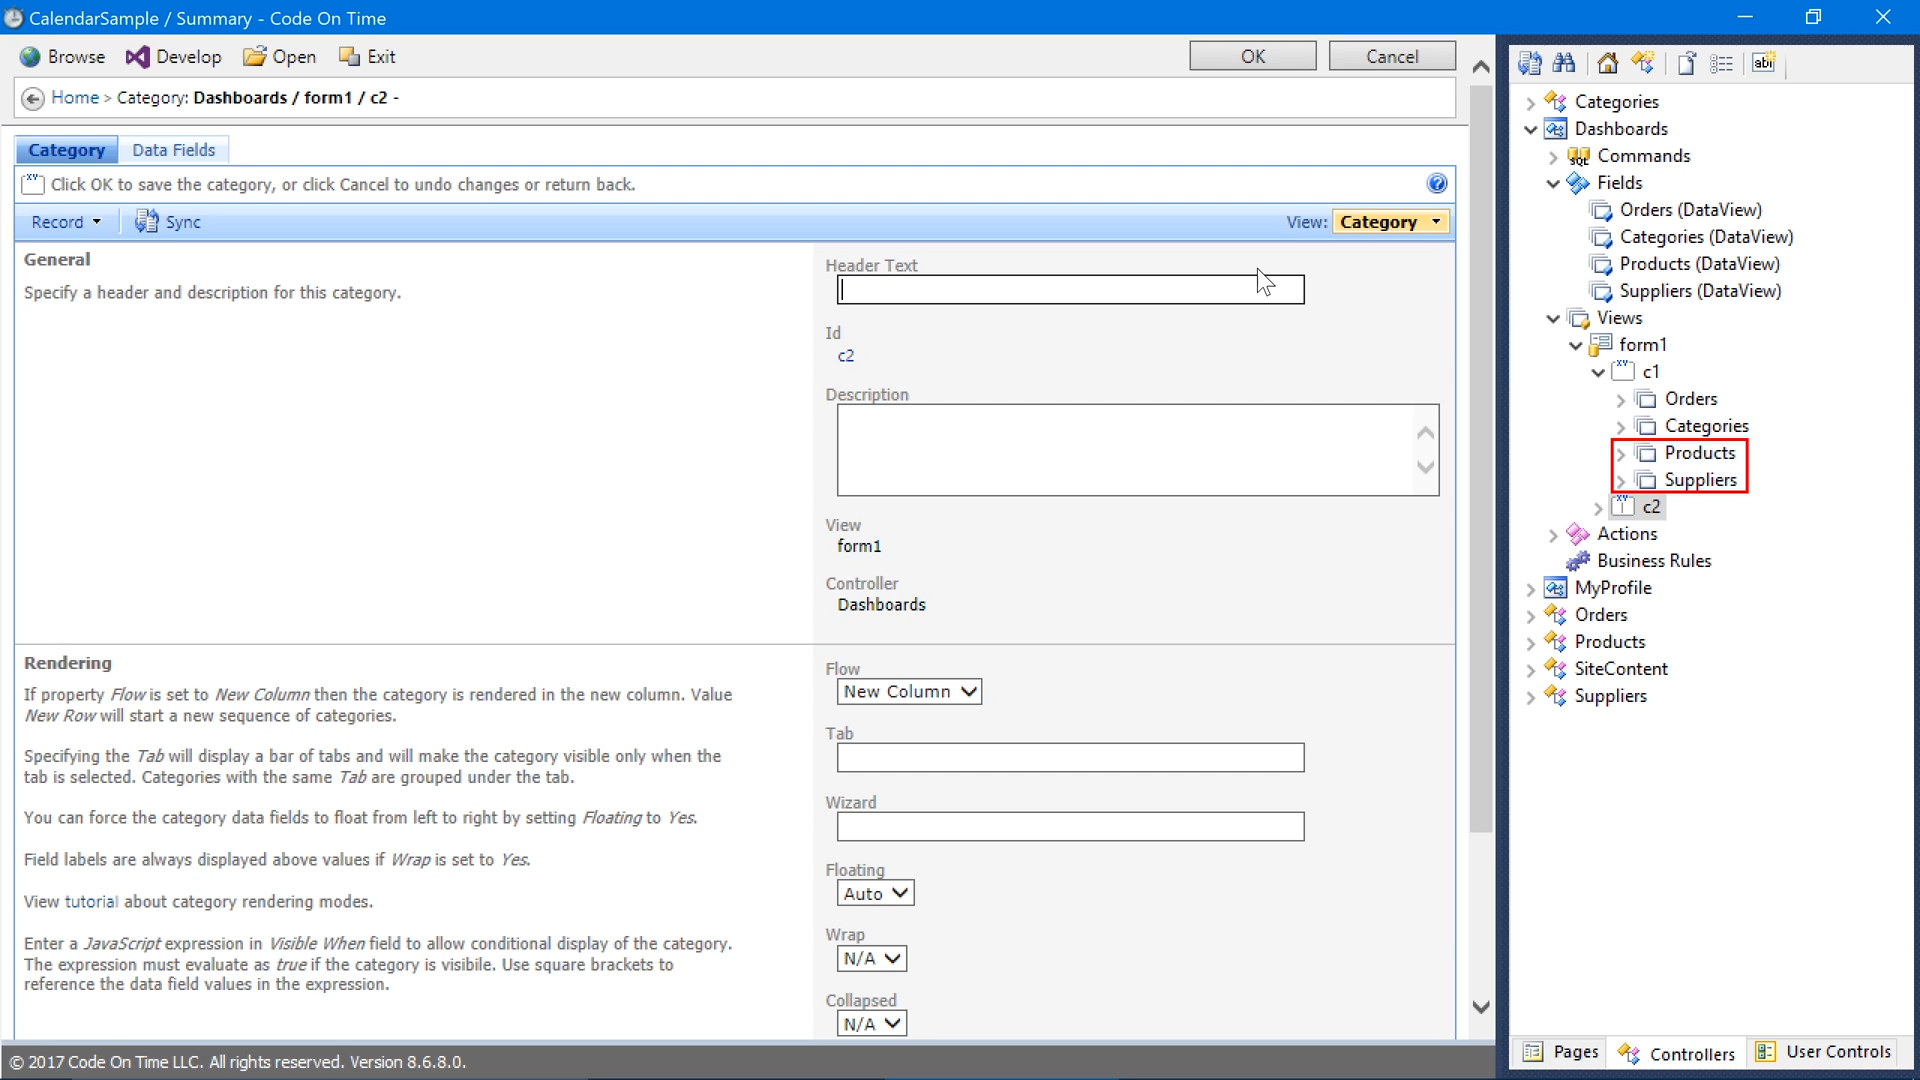 CalendarSample / Summary - Code On Time
Browse Develop Open Exit OK Cancel
Home > Category: Dashboards / form1 / c2 -
Category Data Fields
Click OK to save the category, or click Cancel to undo changes or return back.
Record Sync View: Category
General
Specify a header and description for this category.
Header Text
Id
c2
Description
View
form1
Controller
Dashboards
Rendering
If property Flow is set to New Column then the category is rendered in the new column. Value
New Row will start a new sequence of categories.
Specifying the Tab will display a bar of tabs and will make the category visible only when the
tab is selected. Categories with the same Tab are grouped under the tab.
You can force the category data fields to float from left to right by setting Floating to Yes.
Field labels are always displayed above values if Wrap is set to Yes.
View tutorial about category rendering modes.
Enter a JavaScript expression in Visible When field to allow conditional display of the category.
The expression must evaluate as true if the category is visibile. Use square brackets to
reference the data field values in the expression.
Flow
New Column
Tab
Wizard
Floating
Auto
Wrap
N/A
Collapsed
N/A
© 2017 Code On Time LLC. All rights reserved. Version 8.6.8.0.
Categories
Dashboards
Commands
Fields
Orders (DataView)
Categories (DataView)
Products (DataView)
Suppliers (DataView)
Views
form1
c1
Orders
Categories
Products
Suppliers
c2
Actions
Business Rules
MyProfile
Orders
Products
SiteContent
Suppliers
Pages Controllers User Controls